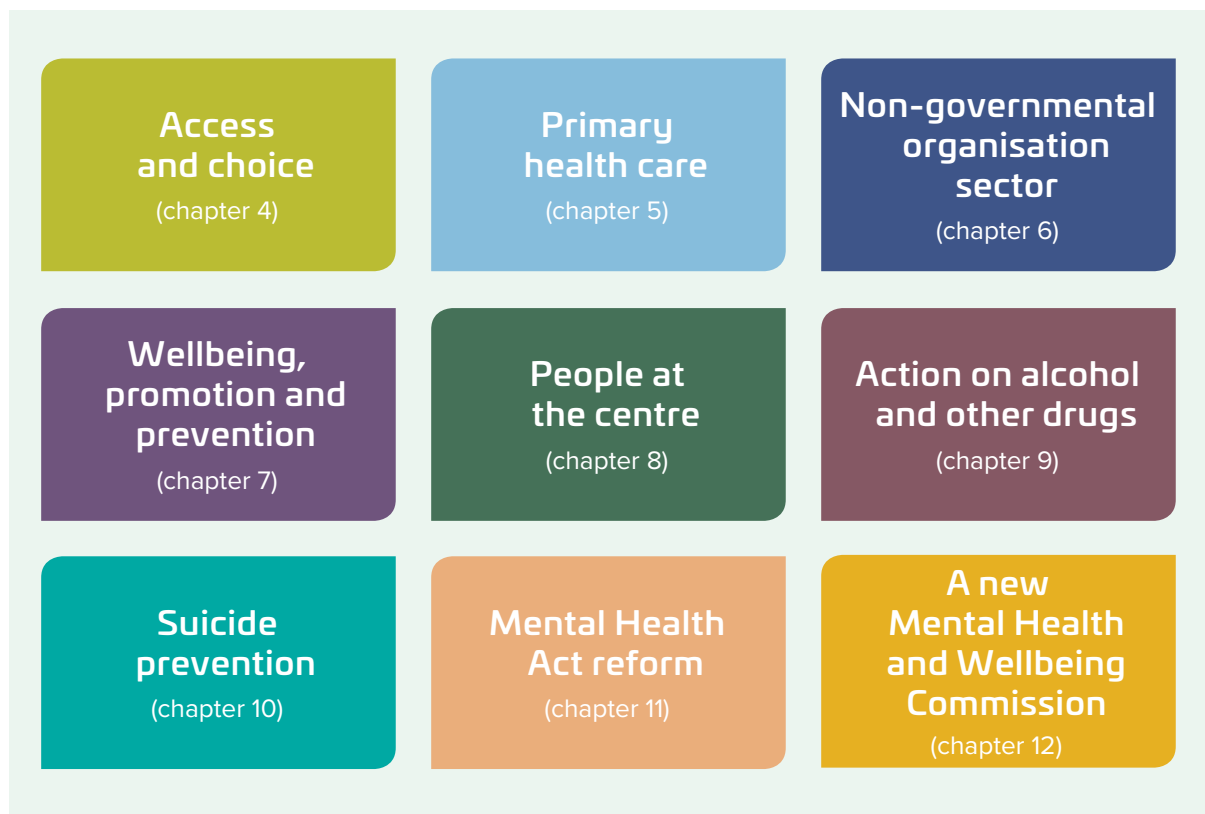 Access
and choice
(chapter 4)
Primary
health care
(chapter 5)
Non-governmental
organisation
sector
(chapter 6)
Wellbeing,
promotion and
prevention
(chapter 7)
People at
the centre
(chapter 8)
Action on alcohol
and other drugs
(chapter 9)
Suicide
prevention
(chapter 10)
Mental Health
Act reform
(chapter 11)
A new
Mental Health
and Wellbeing
Commission
(chapter 12)